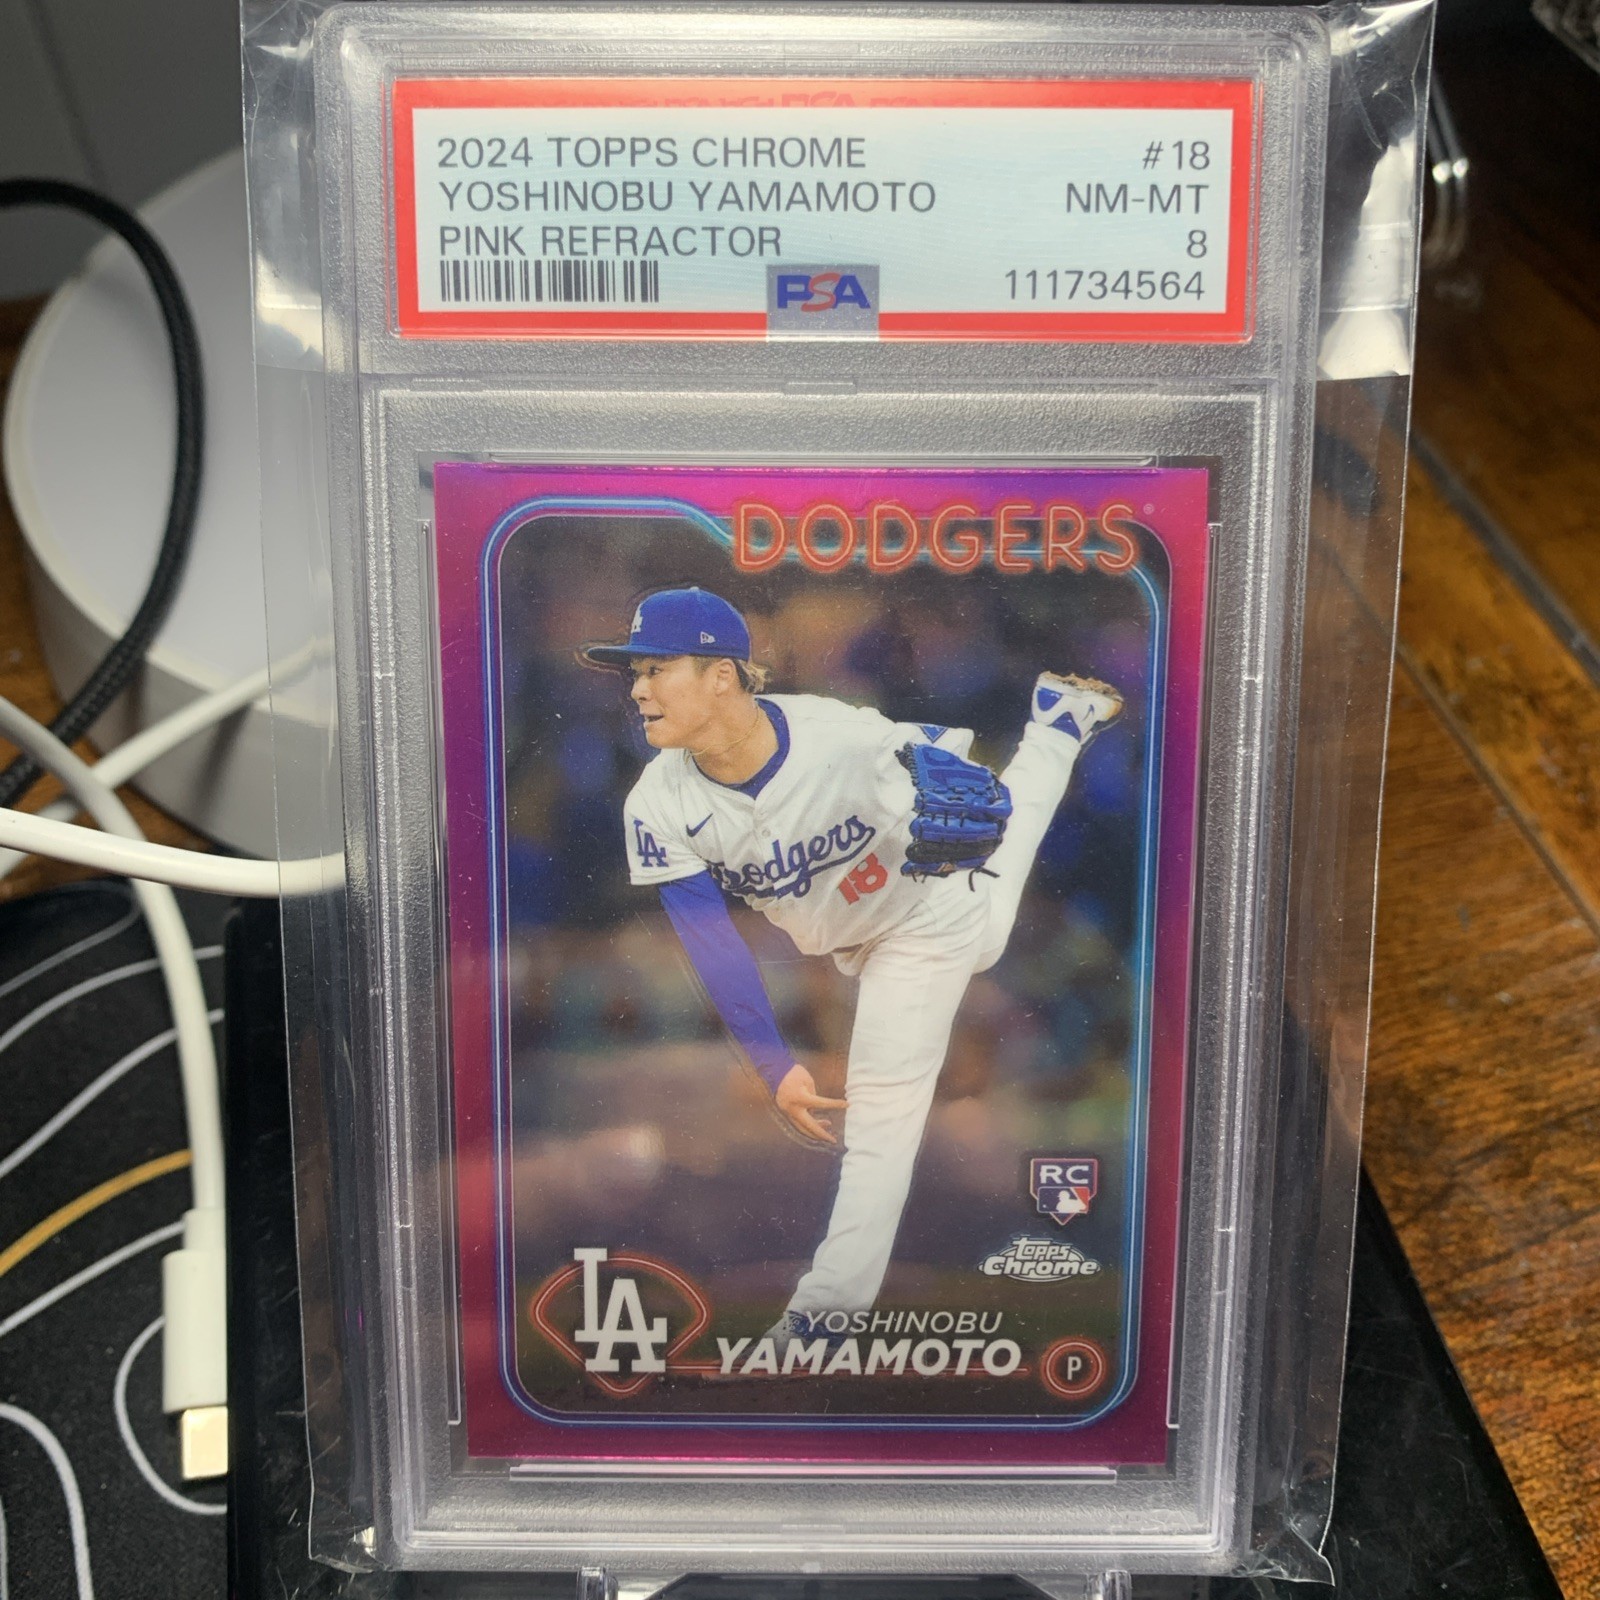 2024 TOPPS CHROME #18
YOSHINOBU YAMAMOTO NM-MT
PINK REFRACTOR 8
PSA 111734564
DODGERS
LA
LA
Dodgers
18
RC
topps
Chrome
LA
YOSHINOBU
YAMAMOTO P